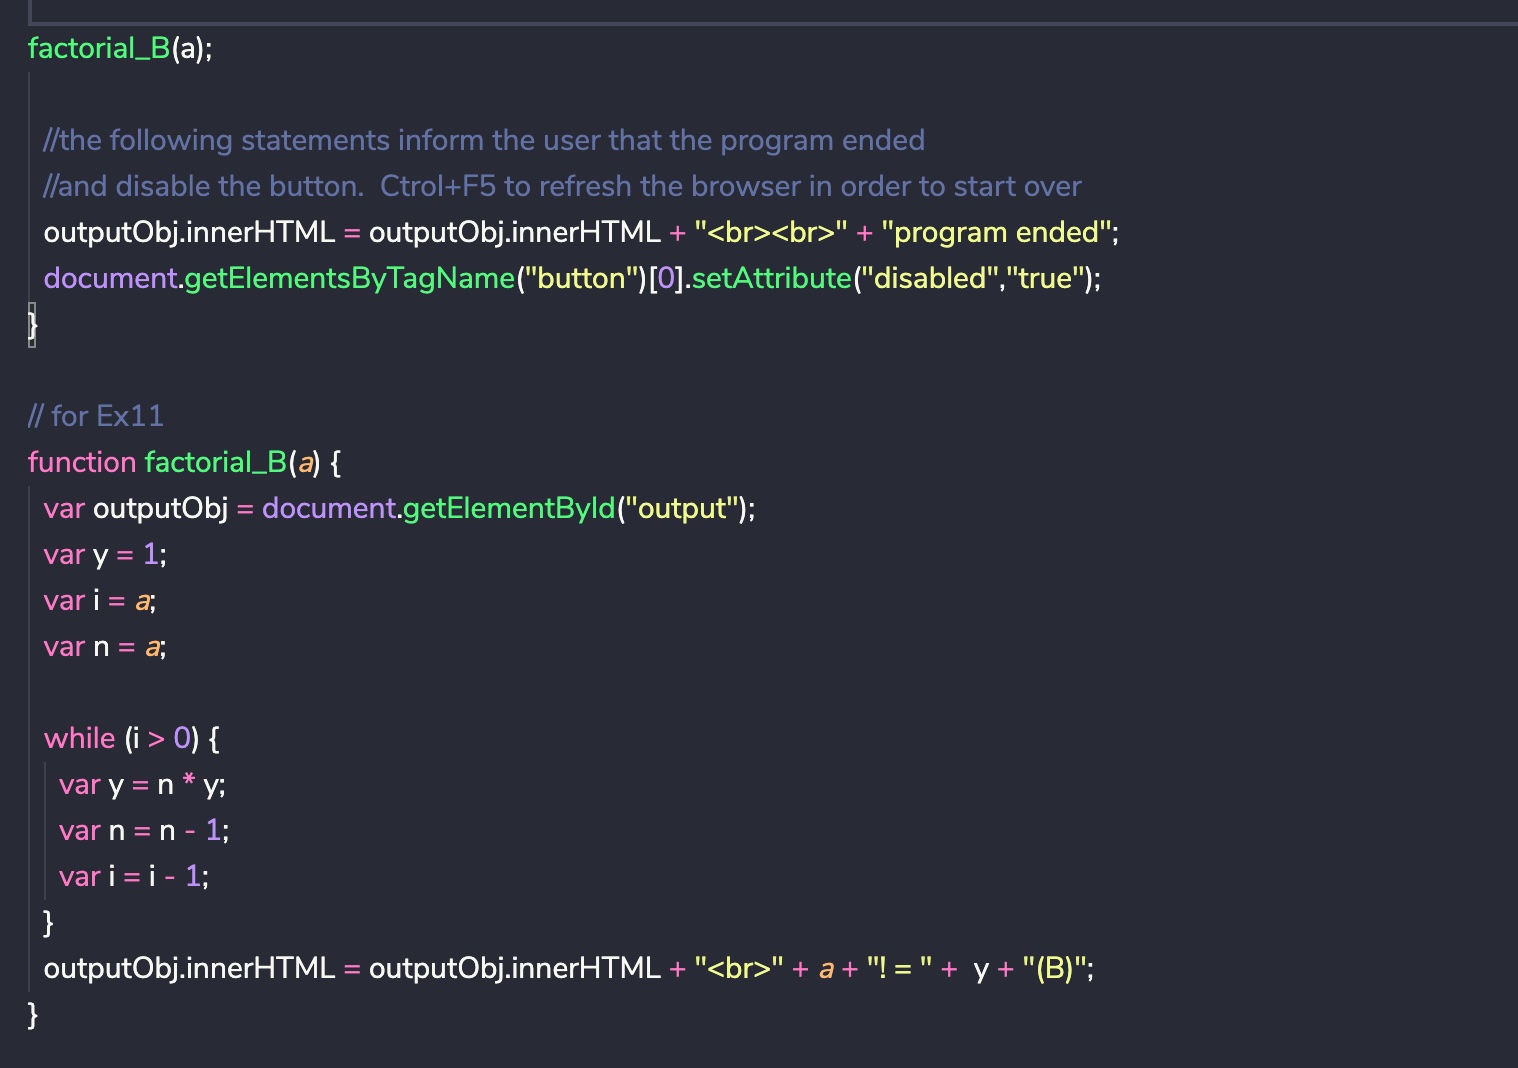 factorial_B(a);
//the following statements inform the user that the program ended
//and disable the button.  Ctrol+F5 to refresh the browser in order to start over
outputObj.innerHTML = outputObj.innerHTML + "<br><br>" + "program ended";
document.getElementsByTagName("button")[0].setAttribute("disabled","true");
}
// for Ex11
function factorial_B(a) {
var outputObj = document.getElementById("output");
var y = 1;
var i = a;
var n = a;
while (i > 0) {
var y = n * y;
var n = n - 1;
var i = i - 1;
}
outputObj.innerHTML = outputObj.innerHTML + "<br>" + a + "! = " +  y + "(B)";
}